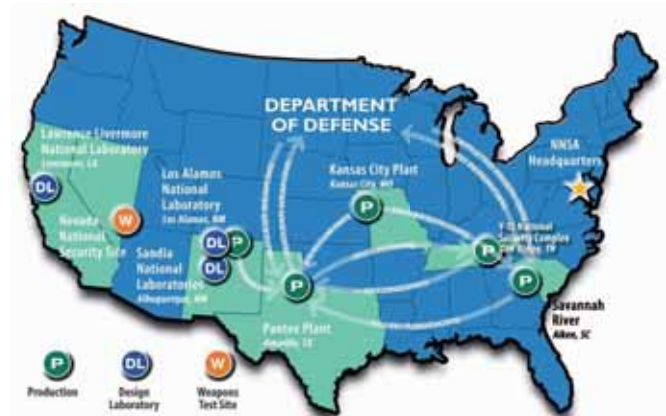 DEPARTMENT
OF DEFENSE
NNSA
Headquarters
Lawrence Livermore
National Laboratory
Livermore, CA
DL
Los Alamos
National
Laboratory
Los Alamos, NM
Kansas City Plant
Kansas City, MO
P
Nevada
National
Security Site
W
DL
P
DL
Sandia
National
Laboratories
Albuquerque, NM
P
Pantex Plant
Amarillo, TX
Y-12 National
Security Complex
Oak Ridge, TN
P
P
Savannah
River
Aiken, SC
P
Production
DL
Design
Laboratory
W
Weapons
Test Site